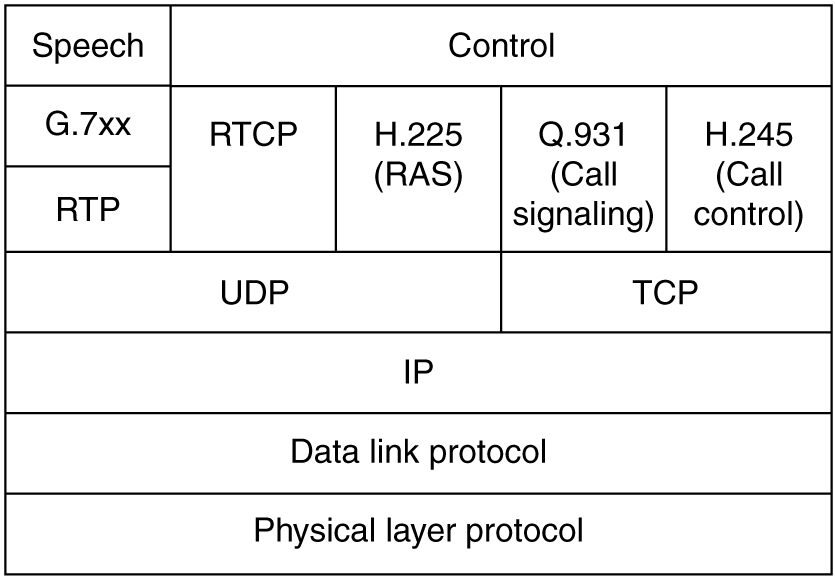 Speech
Control
G.7xx
RTP
RTCP
H.225
(RAS)
Q.931
(Call
signaling)
H.245
(Call
control)
UDP
TCP
IP
Data link protocol
Physical layer protocol